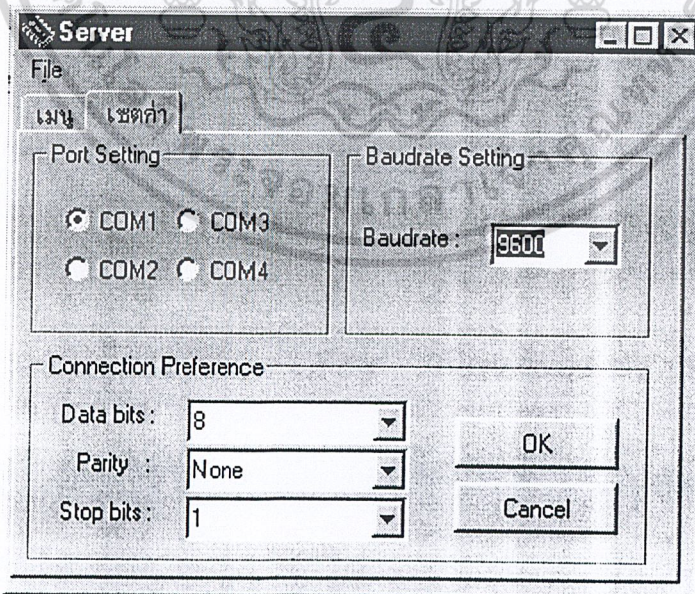 Server
File
เมนู เซตค่า
Port Setting
COM1 COM3
COM2 COM4
Baudrate Setting
Baudrate : 9600
Connection Preference
Data bits : 8
Parity : None
Stop bits : 1
OK
Cancel